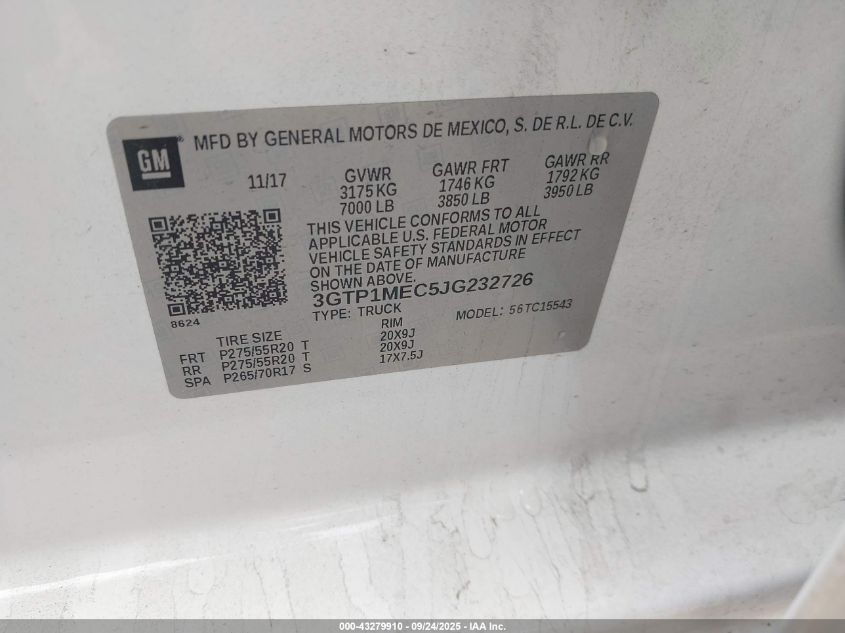 GM
MFD BY GENERAL MOTORS DE MEXICO, S. DE R.L. DE C.V.
11/17 GVWR GAWR FRT GAWR RR
3175 KG 1746 KG 1792 KG
7000 LB 3850 LB 3950 LB
THIS VEHICLE CONFORMS TO ALL
APPLICABLE U.S. FEDERAL MOTOR
VEHICLE SAFETY STANDARDS IN EFFECT
ON THE DATE OF MANUFACTURE
SHOWN ABOVE.
3GTP1MEC5JG232726
8624
TYPE: TRUCK MODEL: 56TC15543
TIRE SIZE RIM
FRT P275/55R20 T 20X9J
RR P275/55R20 T 20X9J
SPA P265/70R17 S 17X7.5J
000-43279910 - 09/24/2025 - IAA Inc.